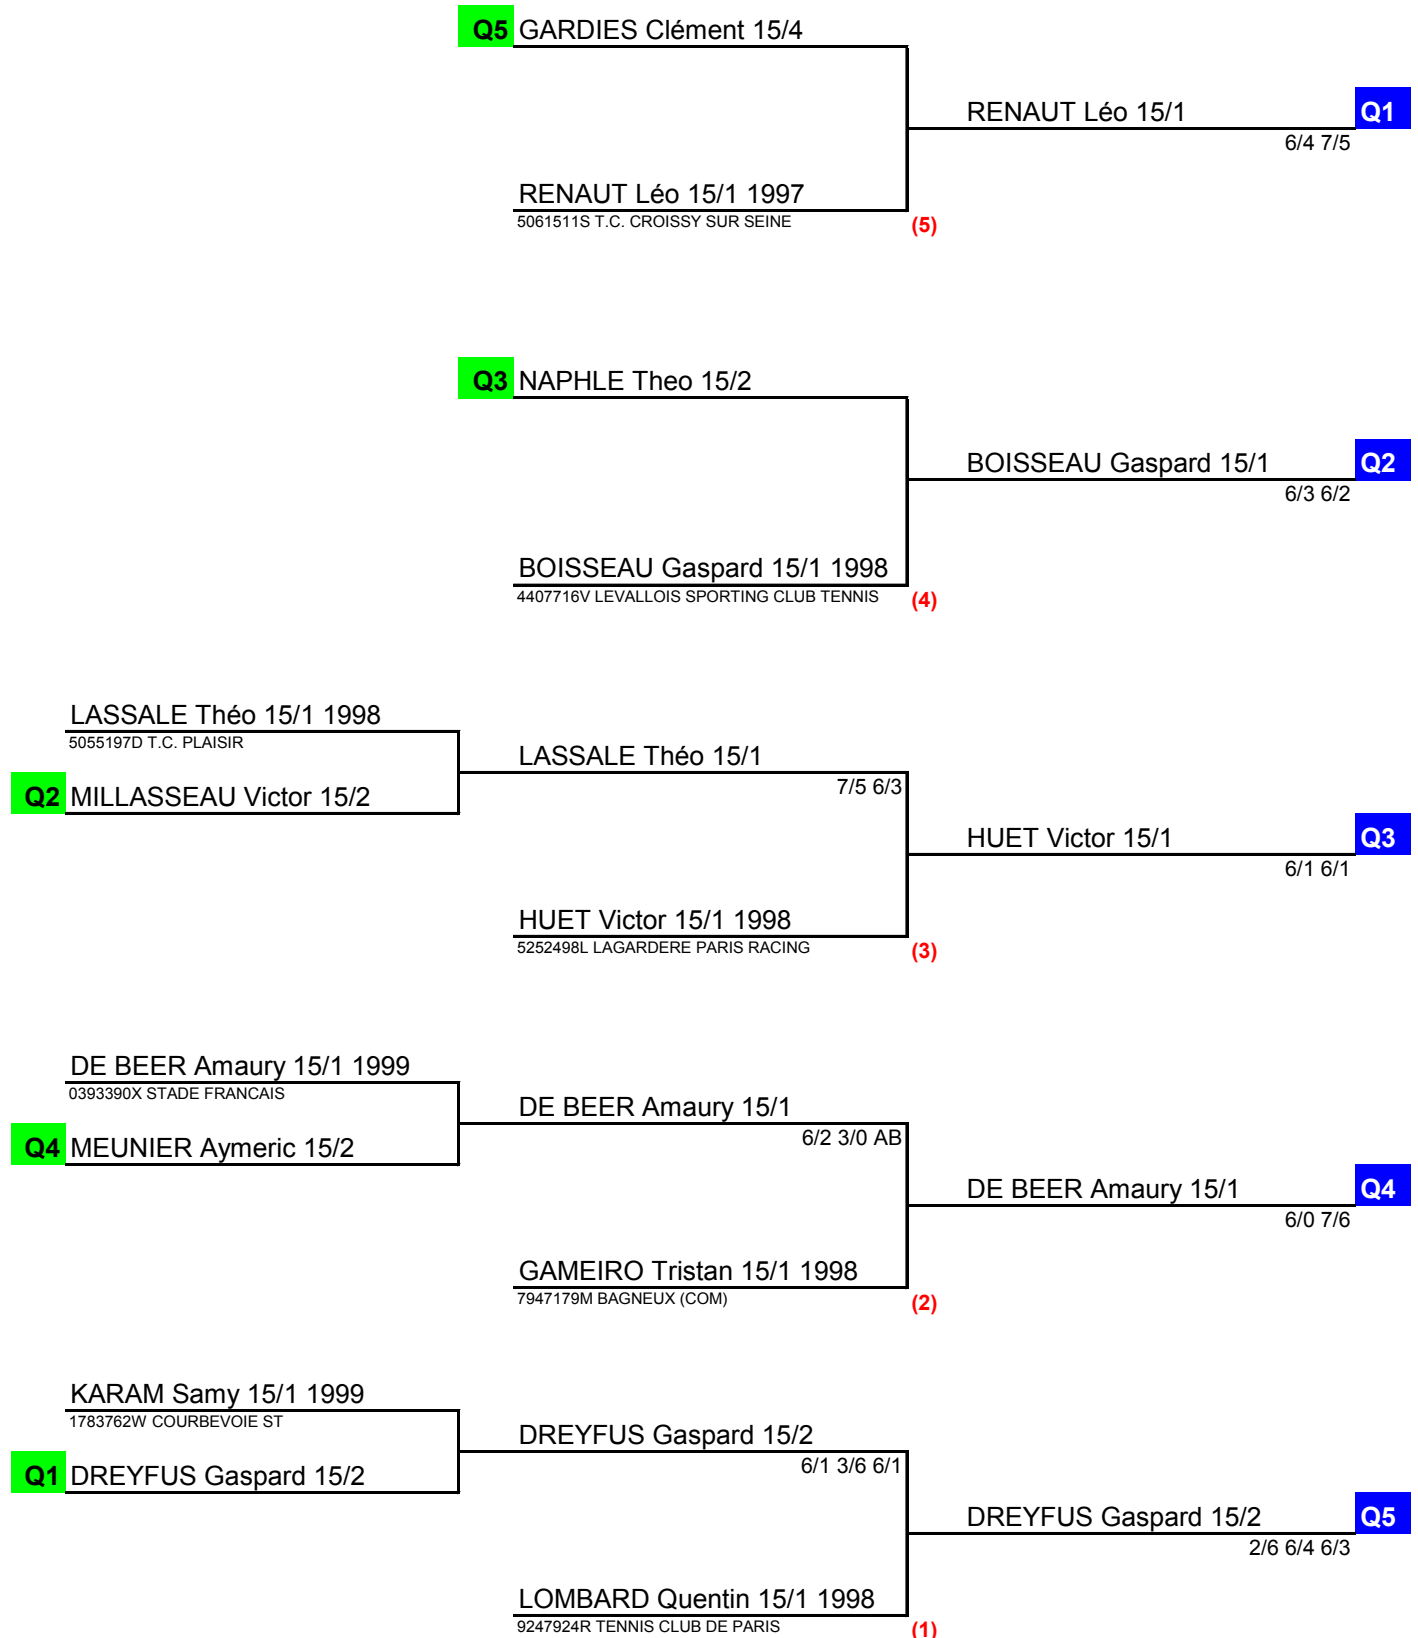 Q5 GARDIES Clément 15/4
RENAUT Léo 15/1 Q1
6/4 7/5
RENAUT Léo 15/1 1997
5061511S T.C. CROISSY SUR SEINE (5)
Q3 NAPHLE Theo 15/2
BOISSEAU Gaspard 15/1 Q2
6/3 6/2
BOISSEAU Gaspard 15/1 1998
4407716V LEVALLOIS SPORTING CLUB TENNIS (4)
LASSALE Théo 15/1 1998
5055197D T.C. PLAISIR
LASSALE Théo 15/1
7/5 6/3
Q2 MILLASSEAU Victor 15/2
HUET Victor 15/1 Q3
6/1 6/1
HUET Victor 15/1 1998
5252498L LAGARDERE PARIS RACING (3)
DE BEER Amaury 15/1 1999
0393390X STADE FRANCAIS
DE BEER Amaury 15/1
6/2 3/0 AB
Q4 MEUNIER Aymeric 15/2
DE BEER Amaury 15/1 Q4
6/0 7/6
GAMEIRO Tristan 15/1 1998
7947179M BAGNEUX (COM) (2)
KARAM Samy 15/1 1999
1783762W COURBEVOIE ST
DREYFUS Gaspard 15/2
6/1 3/6 6/1
Q1 DREYFUS Gaspard 15/2
DREYFUS Gaspard 15/2 Q5
2/6 6/4 6/3
LOMBARD Quentin 15/1 1998
9247924R TENNIS CLUB DE PARIS (1)